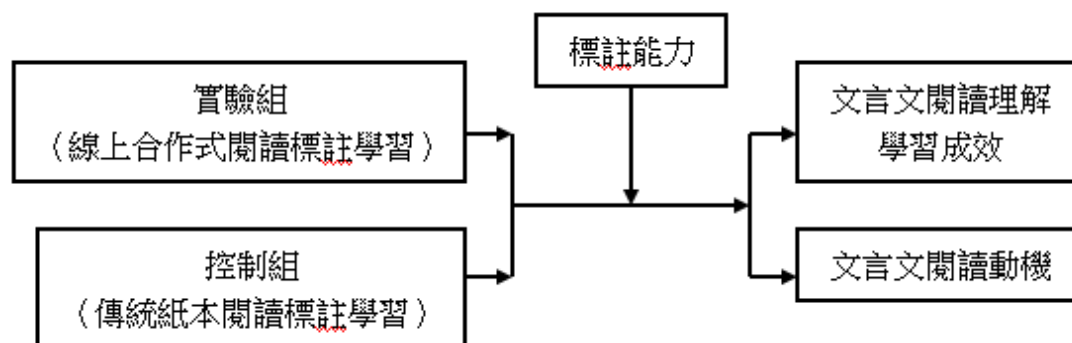 標註能力
實驗組
（線上合作式閱讀標註學習）
文言文閱讀理解
學習成效
控制組
（傳統紙本閱讀標註學習）
文言文閱讀動機